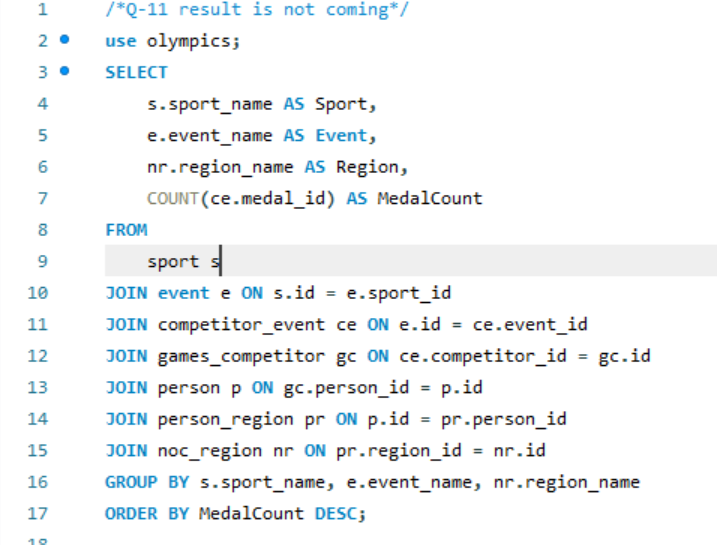 1 /*Q-11 result is not coming*/
2 use olympics;
3 SELECT
4 s.sport_name AS Sport,
5 e.event_name AS Event,
6 nr.region_name AS Region,
7 COUNT(ce.medal_id) AS MedalCount
8 FROM
9 sport s
10 JOIN event e ON s.id = e.sport_id
11 JOIN competitor_event ce ON e.id = ce.event_id
12 JOIN games_competitor gc ON ce.competitor_id = gc.id
13 JOIN person p ON gc.person_id = p.id
14 JOIN person_region pr ON p.id = pr.person_id
15 JOIN noc_region nr ON pr.region_id = nr.id
16 GROUP BY s.sport_name, e.event_name, nr.region_name
17 ORDER BY MedalCount DESC;
18